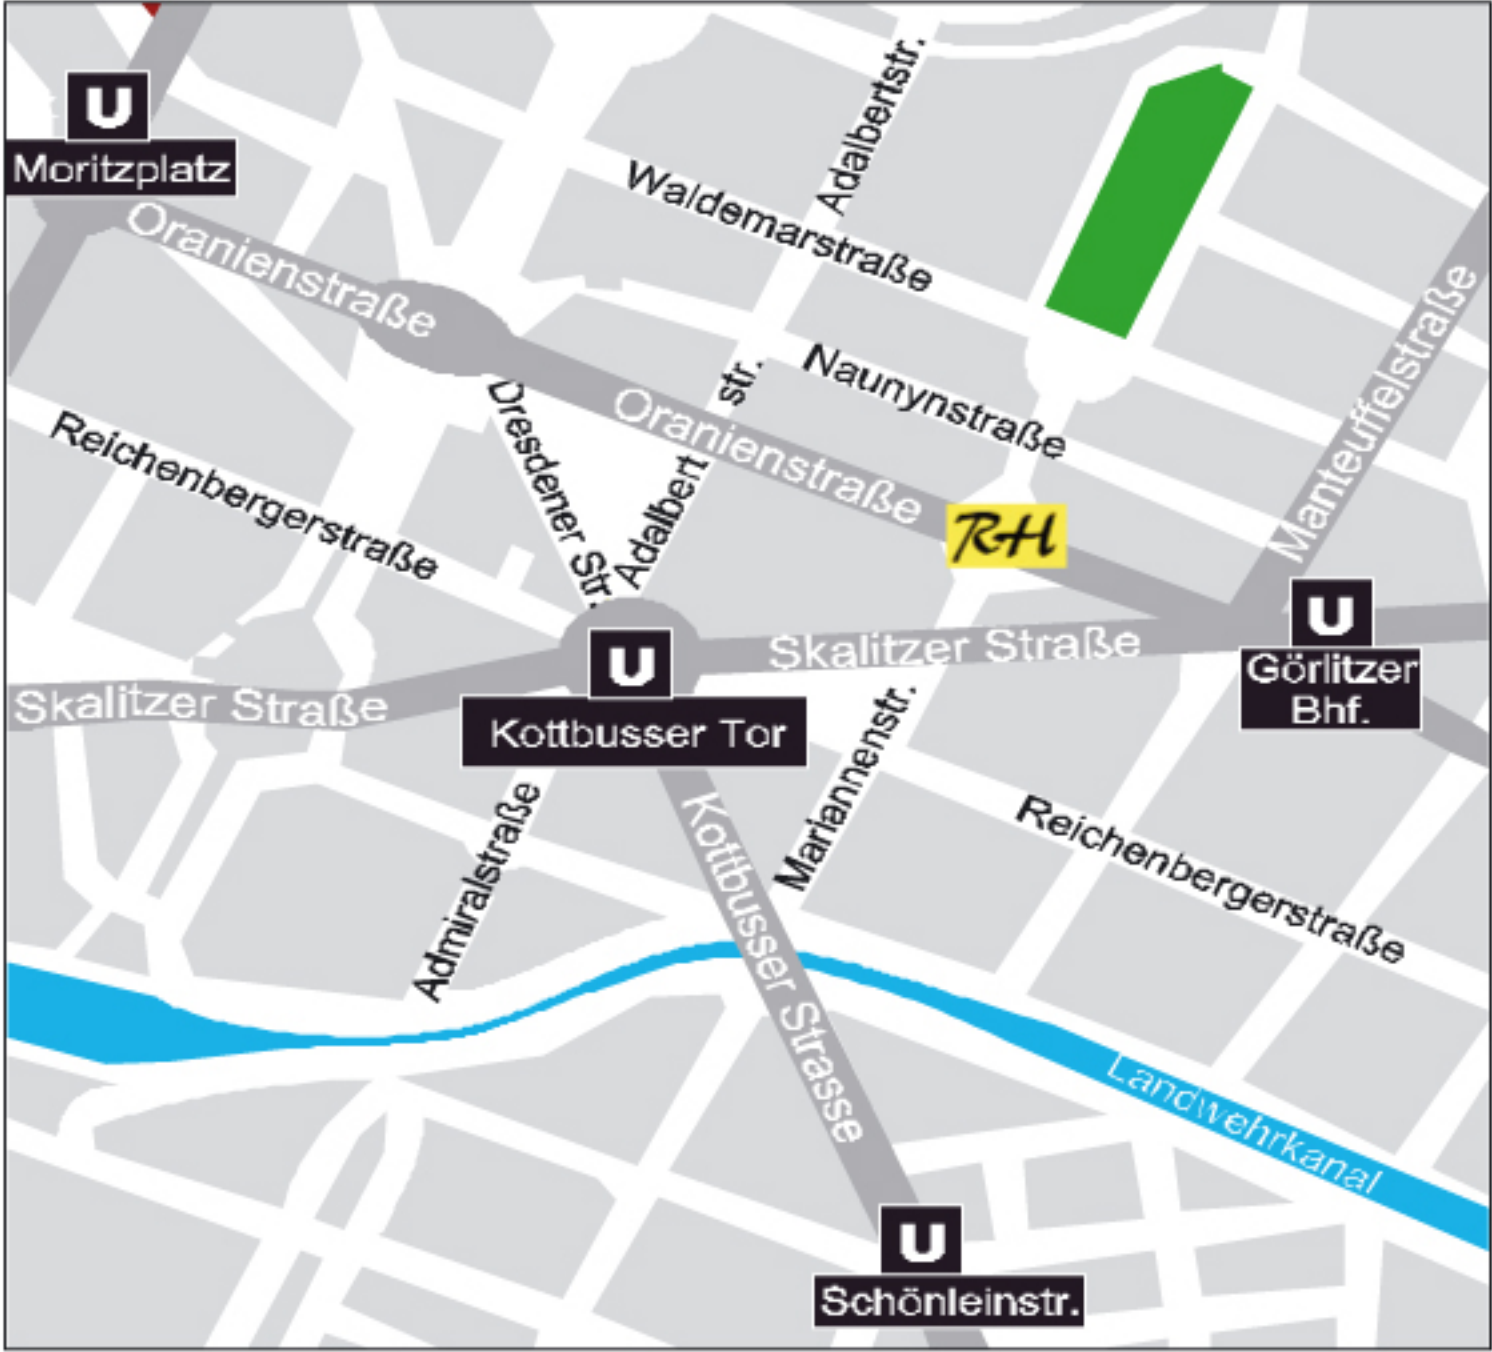 U
Moritzplatz
Adalbertstr.
Waldemarstraße
Oranienstraße
Manteuffelstraße
Naunynstraße
str.
Adalbert
Oranienstraße
Dresdener Str.
Reichenbergerstraße
RH
U
Görlitzer
Bhf.
Skalitzer Straße
U
Kottbusser Tor
Skalitzer Straße
Mariannenstr.
Admiralstraße
Kottbusser Strasse
Reichenbergerstraße
Landwehrkanal
U
Schönleinstr.